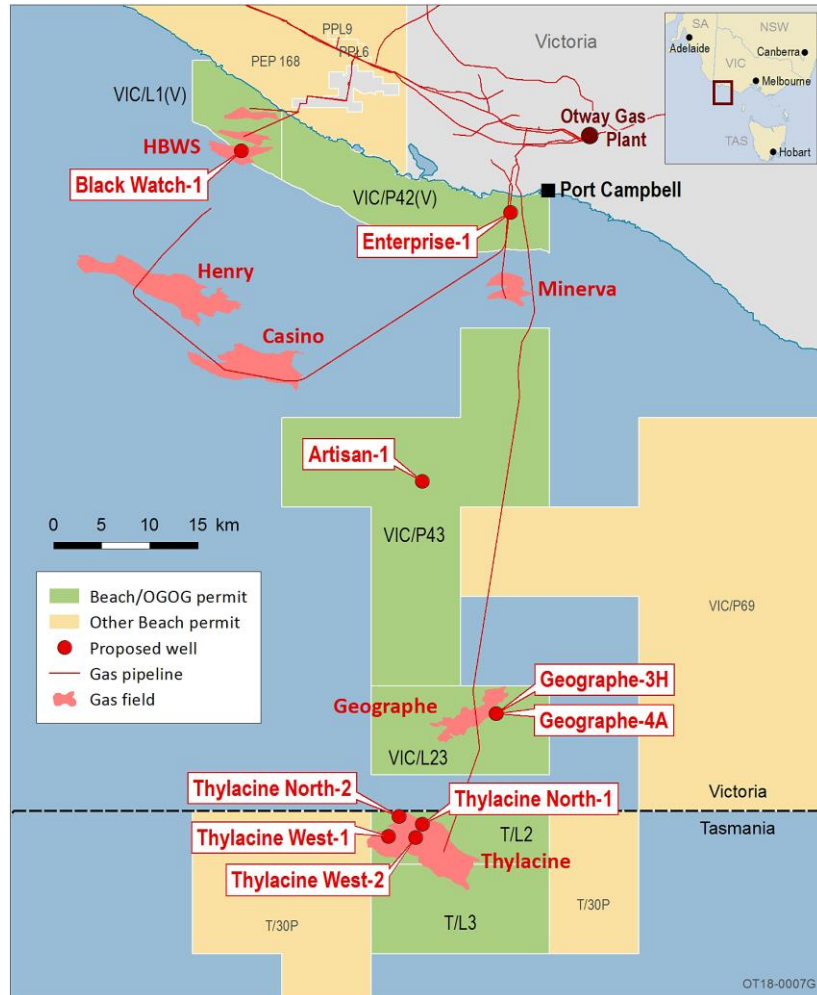 PPL9
PPL6
PEP 168
Victoria
SA
NSW
Adelaide
Canberra
VIC
Melbourne
TAS
Hobart
VIC/L1(V)
Otway Gas
Plant
HBWS
Black Watch-1
VIC/P42(V)
Port Campbell
Enterprise-1
Henry
Minerva
Casino
Artisan-1
0 5 10 15 km
VIC/P43
Beach/OGOG permit
Other Beach permit
Proposed well
Gas pipeline
Gas field
VIC/P69
Geographe
Geographe-3H
Geographe-4A
VIC/L23
Thylacine North-2
Thylacine North-1
Victoria
Tasmania
Thylacine West-1
T/L2
Thylacine
Thylacine West-2
T/30P
T/L3
T/30P
OT18-0007G